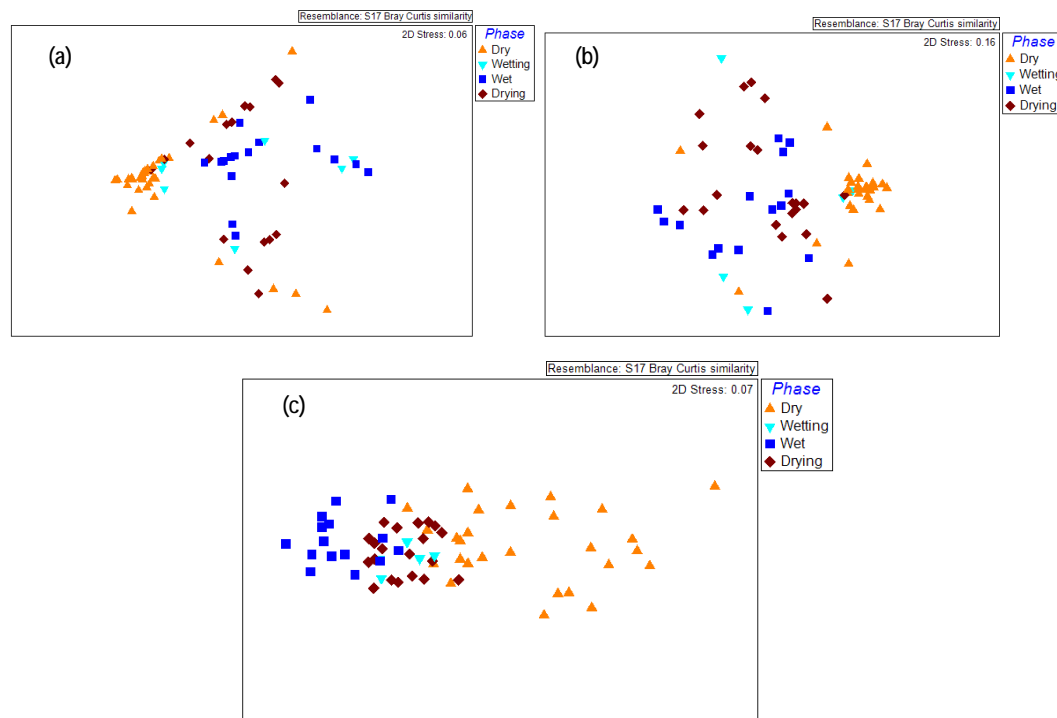 Resemblance: S17 Bray Curtis similarity
(a)
2D Stress: 0.06
Phase
Dry
Wetting
Wet
Drying
Resemblance: S17 Bray Curtis similarity
(b)
2D Stress: 0.16
Phase
Dry
Wetting
Wet
Drying
Resemblance: S17 Bray Curtis similarity
(c)
2D Stress: 0.07
Phase
Dry
Wetting
Wet
Drying